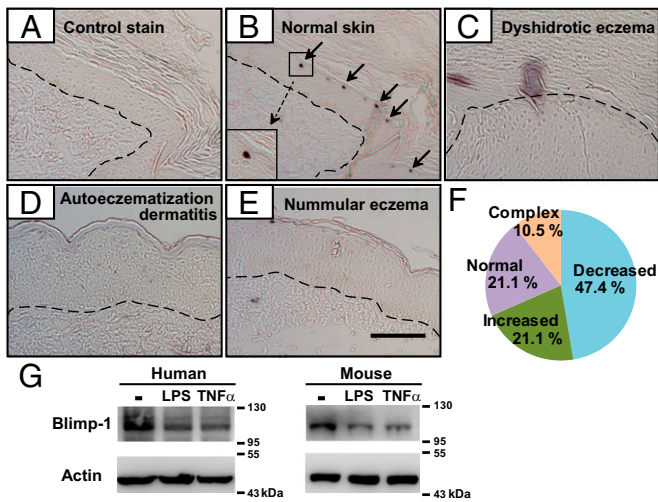 A Control stain
B Normal skin
C Dyshidrotic eczema
D Autoeczematization
dermatitis
E Nummular eczema
F
Complex
10.5 %
Normal
21.1 %
Decreased
47.4 %
Increased
21.1 %
G
Human
Mouse
- LPS TNFα
- LPS TNFα
Blimp-1
130
95
130
95
Actin
55
43 kDa
55
43 kDa